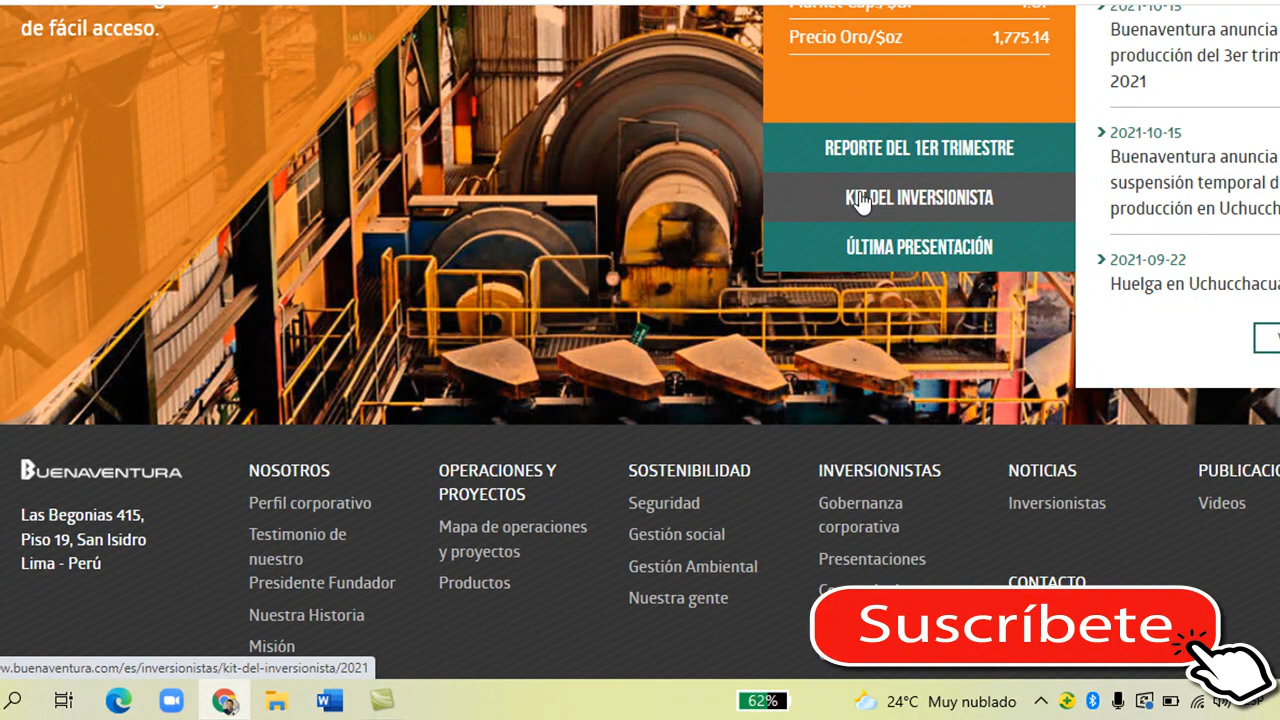 de fácil acceso.
Precio Oro/$oz 1,775.14
REPORTE DEL 1ER TRIMESTRE
KIT DEL INVERSIONISTA
ÚLTIMA PRESENTACIÓN
2021-10-15
Buenaventura anuncia
producción del 3er
2021
2021-10-15
Buenaventura anuncia
suspensión temporal
producción en
2021-09-22
Huelga en
BUENAVENTURA
Las Begonias 415,
Piso 19, San Isidro
Lima - Perú
NOSOTROS
Perfil corporativo
Testimonio de
nuestro
Presidente Fundador
Nuestra Historia
Misión
OPERACIONES Y
PROYECTOS
Mapa de operaciones
y proyectos
Productos
SOSTENIBILIDAD
Seguridad
Gestión social
Gestión Ambiental
Nuestra gente
INVERSIONISTAS
Gobernanza
corporativa
Presentaciones
NOTICIAS
Inversionistas
CONTACTO
Videos
Suscríbete
w.buenaventura.com/es/inversionistas/kit-del-inversionista/2021
62%
24°C Muy nublado